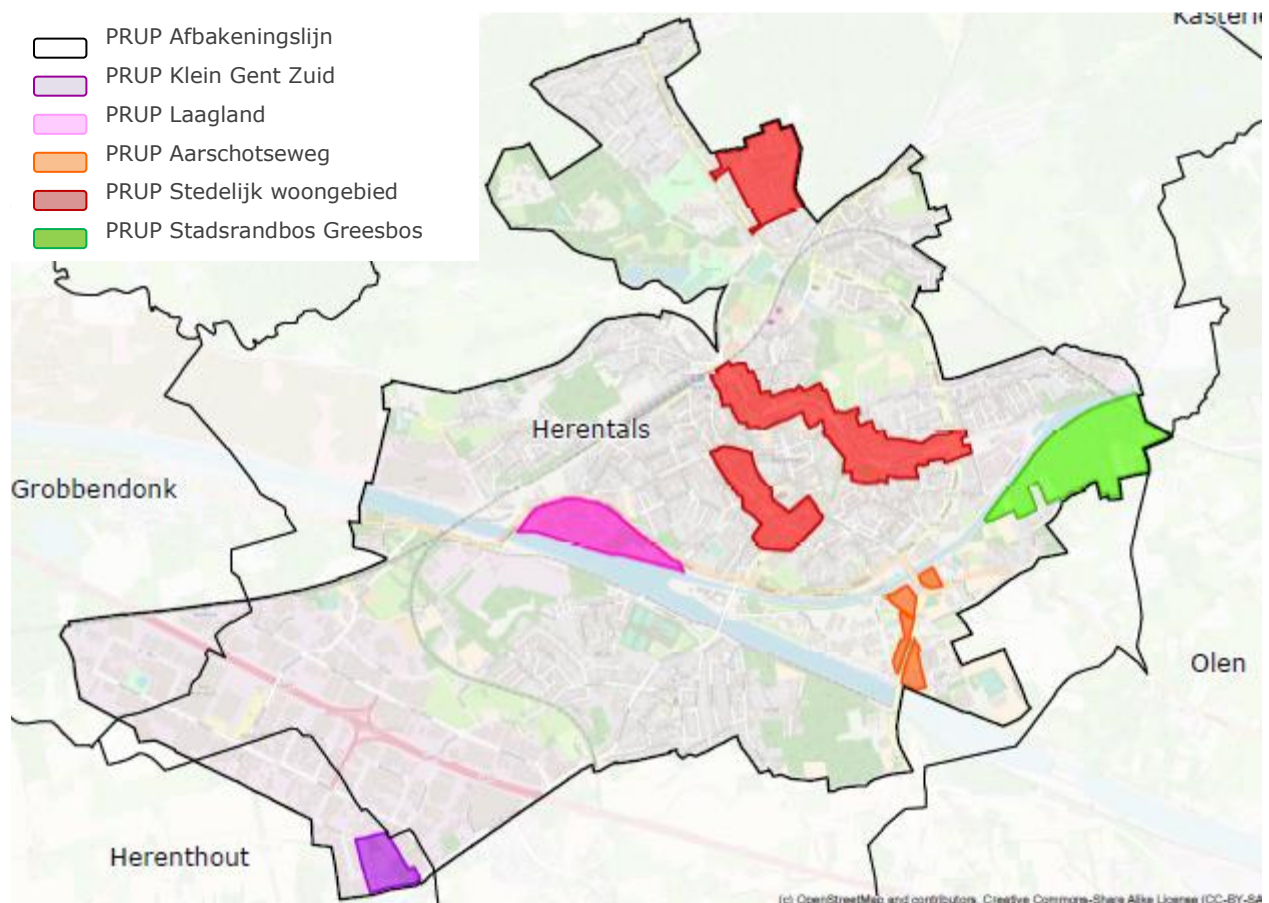 PRUP Afbakeningslijn
PRUP Klein Gent Zuid
PRUP Laagland
PRUP Aarschotseweg
PRUP Stedelijk woongebied
PRUP Stadsrandbos Greesbos
Herentals
Grobbendonk
Olen
Herenthout
(c) OpenStreetMap and contributors, Creative Commons-Share Alike License (CC-BY-SA